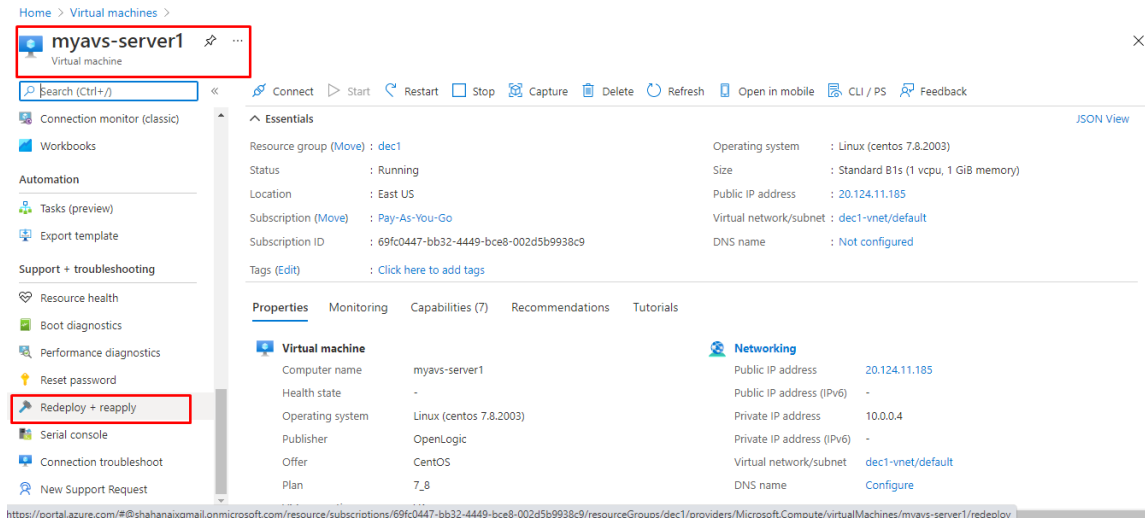 Home > Virtual machines >
myavs-server1 ...
Virtual machine
Search (Ctrl+/) «
Connect Start Restart Stop Capture Delete Refresh Open in mobile CLI / PS Feedback
Connection monitor (classic)
Workbooks
Automation
Tasks (preview)
Export template
Support + troubleshooting
Resource health
Boot diagnostics
Performance diagnostics
Reset password
Redeploy + reapply
Serial console
Connection troubleshoot
New Support Request
Essentials JSON View
Resource group (Move) : dec1
Status : Running
Location : East US
Subscription (Move) : Pay-As-You-Go
Subscription ID : 69fc0447-bb32-4449-bce8-002d5b9938c9
Tags (Edit) : Click here to add tags
Operating system : Linux (centos 7.8.2003)
Size : Standard B1s (1 vcpu, 1 GiB memory)
Public IP address : 20.124.11.185
Virtual network/subnet : dec1-vnet/default
DNS name : Not configured
Properties Monitoring Capabilities (7) Recommendations Tutorials
Virtual machine
Computer name myavs-server1
Health state -
Operating system Linux (centos 7.8.2003)
Publisher OpenLogic
Offer CentOS
Plan 7_8
Networking
Public IP address 20.124.11.185
Public IP address (IPv6) -
Private IP address 10.0.0.4
Private IP address (IPv6) -
Virtual network/subnet dec1-vnet/default
DNS name Configure
https://portal.azure.com/#@shahanaixgmail.onmicrosoft.com/resource/subscriptions/69fc0447-bb32-4449-bce8-002d5b9938c9/resourceGroups/dec1/providers/Microsoft.Compute/virtualMachines/myavs-server1/redeploy